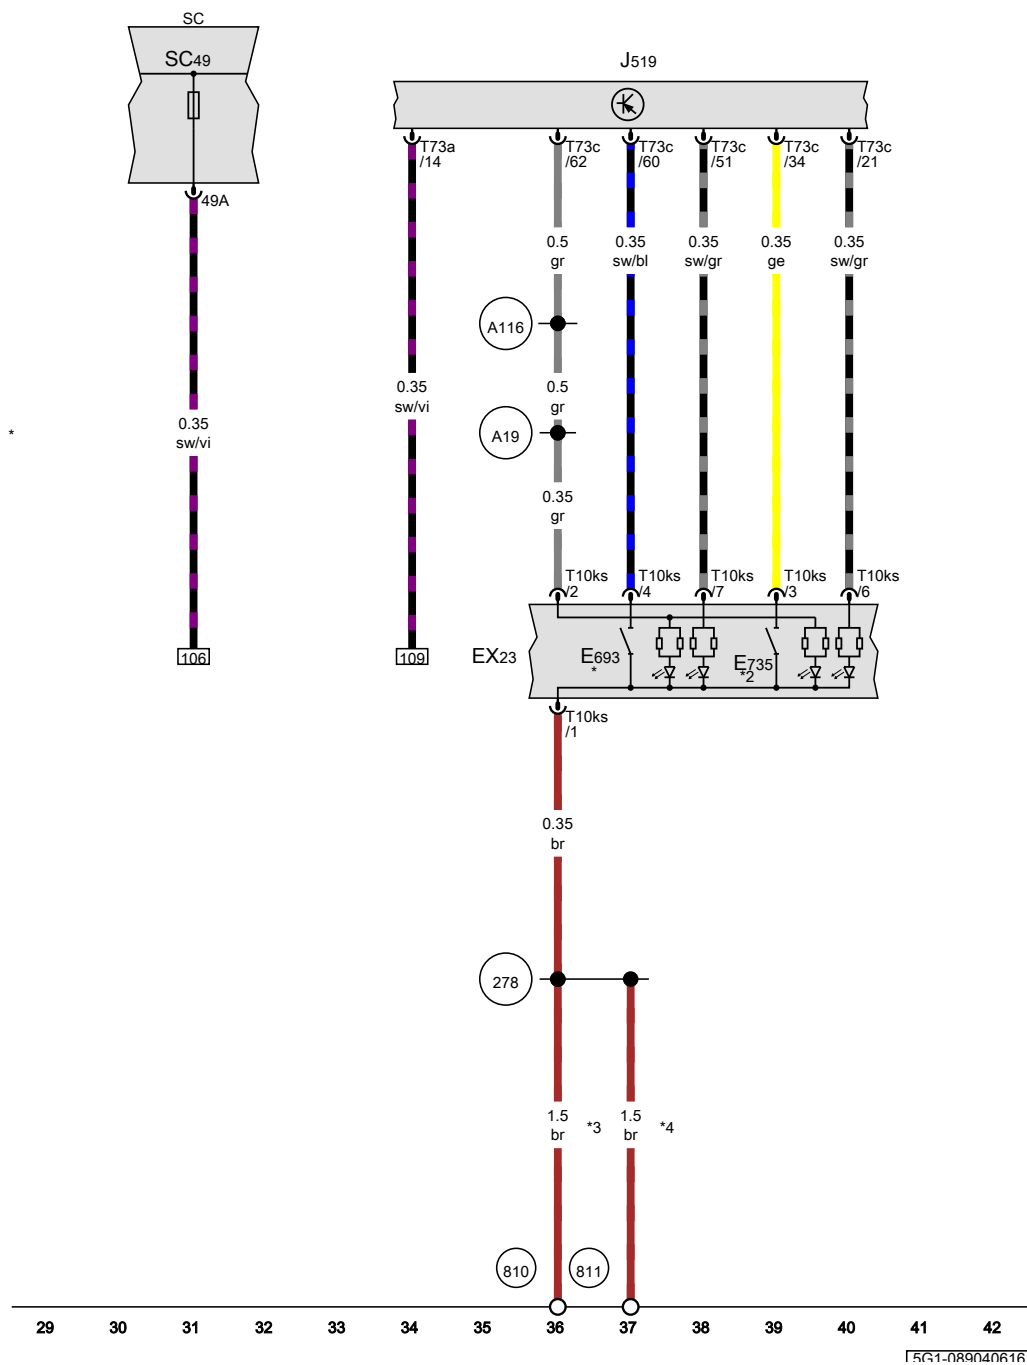 SC
SC49
J519
49A
T73a
/14
T73c
/62
T73c
/60
T73c
/51
T73c
/34
T73c
/21
0.5
gr
0.35
sw/bl
0.35
sw/gr
0.35
ge
0.35
sw/gr
A116
0.35
sw/vi
0.5
gr
*
0.35
sw/vi
A19
0.35
gr
T10ks
/2
T10ks
/4
T10ks
/7
T10ks
/3
T10ks
/6
106
109
EX23
E693
*
E735
*2
T10ks
/1
0.35
br
278
1.5
br
*3
1.5
br
*4
810
811
29 30 31 32 33 34 35 36 37 38 39 40 41 42
5G1-089040616